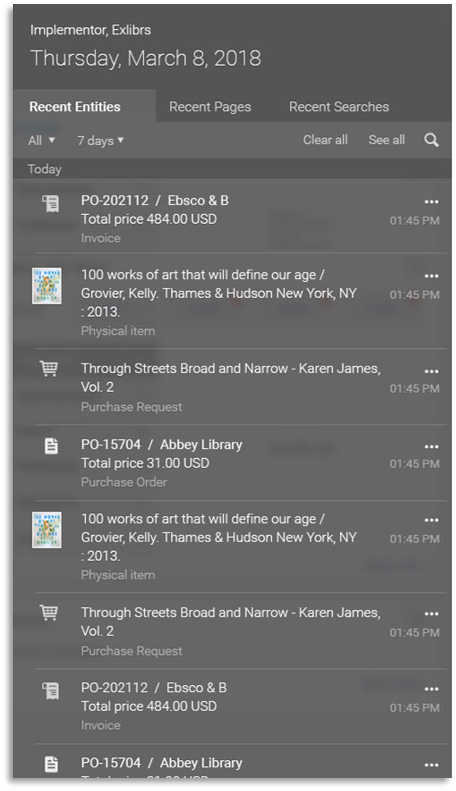 Implementor, Exlibrs
Thursday, March 8, 2018
Recent Entities Recent Pages Recent Searches
All 7 days Clear all See all
Today
PO-202112 / Ebsco & B
Total price 484.00 USD 01:45 PM
Invoice
100 works of art that will define our age /
Grovier, Kelly. Thames & Hudson New York, NY 01:45 PM
: 2013.
Physical item
Through Streets Broad and Narrow - Karen James,
Vol. 2 01:45 PM
Purchase Request
PO-15704 / Abbey Library
Total price 31.00 USD 01:45 PM
Purchase Order
100 works of art that will define our age /
Grovier, Kelly. Thames & Hudson New York, NY 01:45 PM
: 2013.
Physical item
Through Streets Broad and Narrow - Karen James,
Vol. 2 01:45 PM
Purchase Request
PO-202112 / Ebsco & B
Total price 484.00 USD 01:45 PM
Invoice
PO-15704 / Abbey Library
Total price 31.00 USD